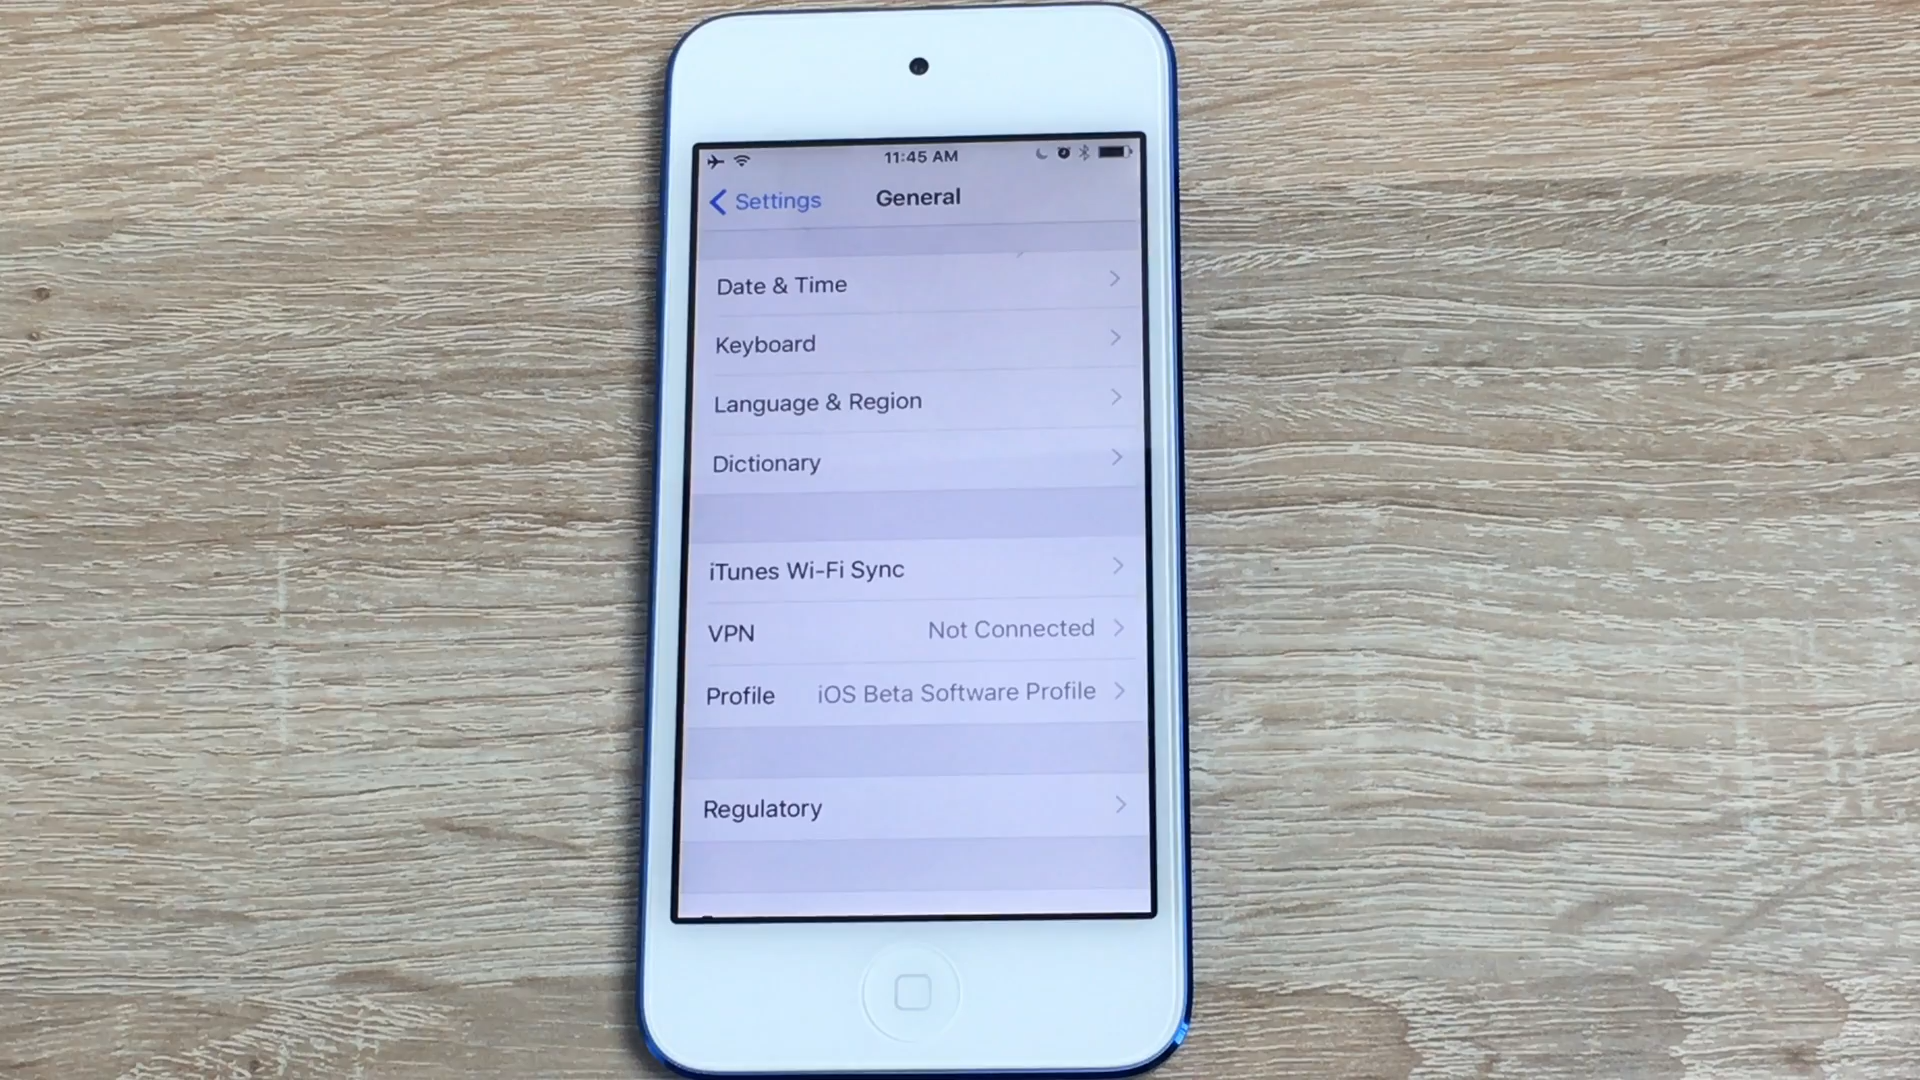 11:45 AM
Settings General
Date & Time
Keyboard
Language & Region
Dictionary
iTunes Wi-Fi Sync
VPN Not Connected
Profile iOS Beta Software Profile
Regulatory